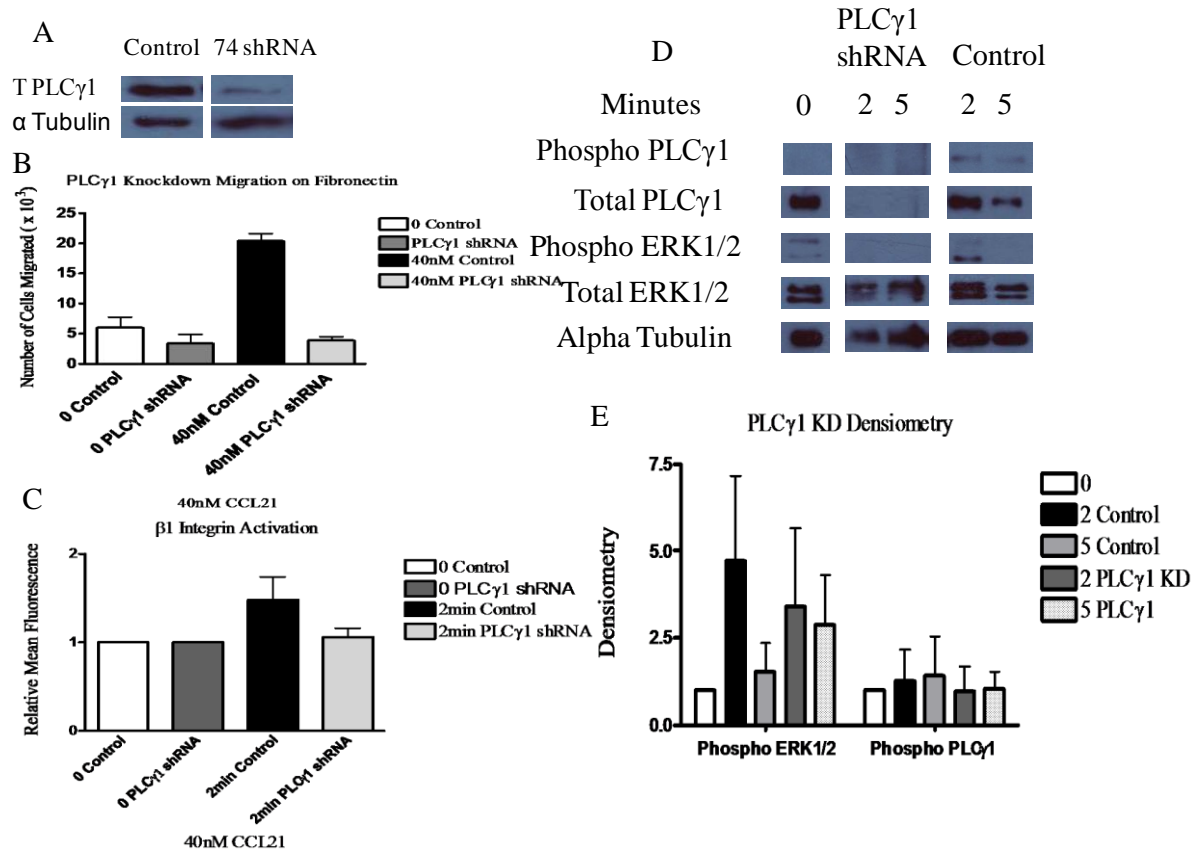 A
Control 74 shRNA
T PLCγ1
α Tubulin
B
PLCγ1 Knockdown Migration on Fibronectin
Number of Cells Migrated ( x 10³)
25
20
15
10
5
0
0 Control
0 PLCγ1 shRNA
40nM Control
40nM PLCγ1 shRNA
0 Control
PLCγ1 shRNA
40nM Control
40nM PLCγ1 shRNA
40nM CCL21
C
β1 Integrin Activation
Relative Mean Fluorescence
2
1
0
0 Control
0 PLCγ1 shRNA
2min Control
2min PLCγ1 shRNA
0 Control
0 PLCγ1 shRNA
2min Control
2min PLCγ1 shRNA
40nM CCL21
D
PLCγ1
shRNA
Control
Minutes 0 2 5 2 5
Phospho PLCγ1
Total PLCγ1
Phospho ERK1/2
Total ERK1/2
Alpha Tubulin
E
PLCγ1 KD Densiometry
Densiometry
7.5
5.0
2.5
0.0
Phospho ERK1/2
Phospho PLCγ1
0
2 Control
5 Control
2 PLCγ1 KD
5 PLCγ1